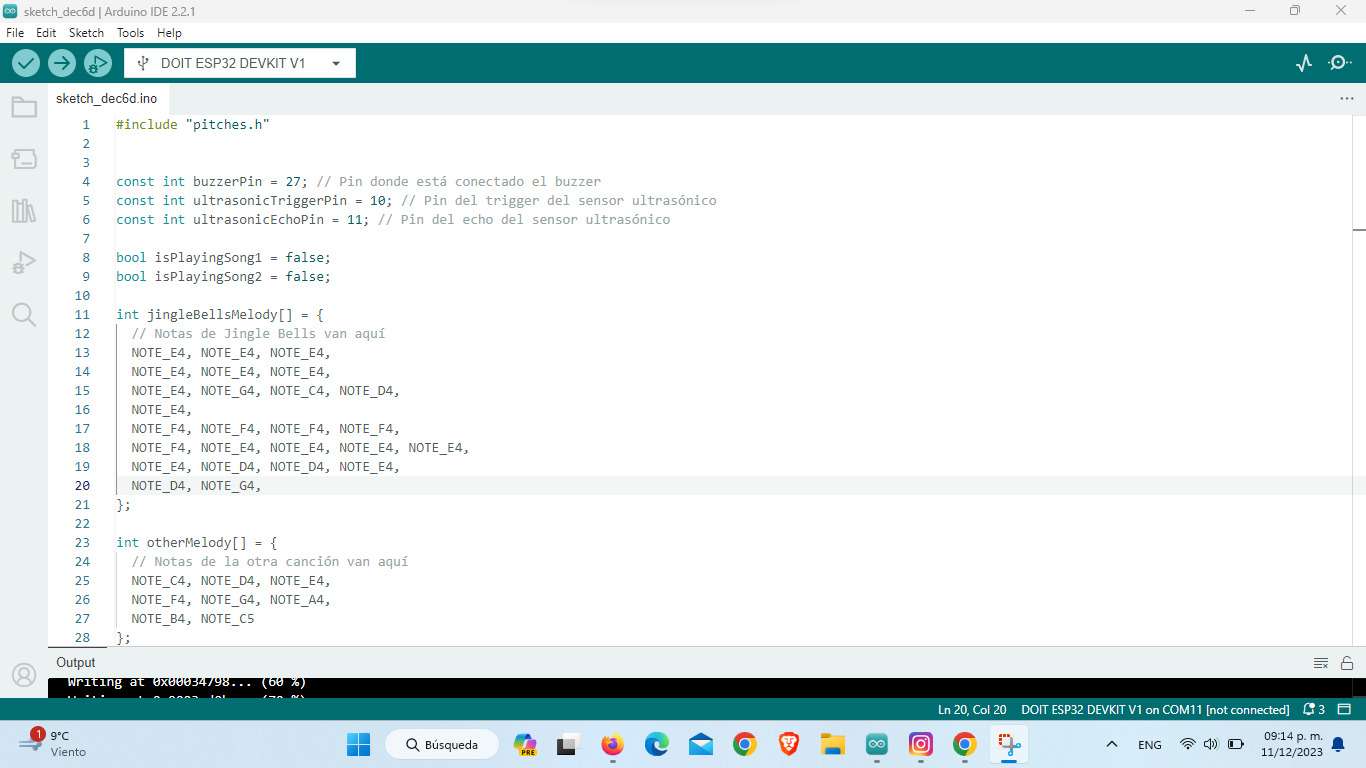 sketch_dec6d | Arduino IDE 2.2.1
File Edit Sketch Tools Help
DOIT ESP32 DEVKIT V1
sketch_dec6d.ino
1 #include "pitches.h"
2
3
4 const int buzzerPin = 27; // Pin donde está conectado el buzzer
5 const int ultrasonicTriggerPin = 10; // Pin del trigger del sensor ultrasónico
6 const int ultrasonicEchoPin = 11; // Pin del echo del sensor ultrasónico
7
8 bool isPlayingSong1 = false;
9 bool isPlayingSong2 = false;
10
11 int jingleBellsMelody[] = {
12 // Notas de Jingle Bells van aquí
13 NOTE_E4, NOTE_E4, NOTE_E4,
14 NOTE_E4, NOTE_E4, NOTE_E4,
15 NOTE_E4, NOTE_G4, NOTE_C4, NOTE_D4,
16 NOTE_E4,
17 NOTE_F4, NOTE_F4, NOTE_F4, NOTE_F4,
18 NOTE_F4, NOTE_E4, NOTE_E4, NOTE_E4, NOTE_E4,
19 NOTE_E4, NOTE_D4, NOTE_D4, NOTE_E4,
20 NOTE_D4, NOTE_G4,
21 };
22
23 int otherMelody[] = {
24 // Notas de la otra canción van aquí
25 NOTE_C4, NOTE_D4, NOTE_E4,
26 NOTE_F4, NOTE_G4, NOTE_A4,
27 NOTE_B4, NOTE_C5
28 };
Output
Writing at 0x00034798... (60 %)
Ln 20, Col 20 DOIT ESP32 DEVKIT V1 on COM11 [not connected] 3
1 9°C
Viento
Búsqueda
PRE
ENG
09:14 p. m.
11/12/2023